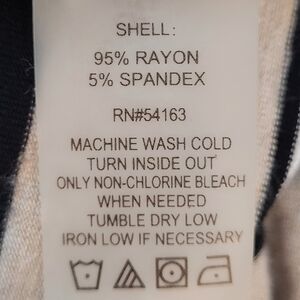 SHELL:
95% RAYON
5% SPANDEX
RN#54163
MACHINE WASH COLD
TURN INSIDE OUT
ONLY NON-CHLORINE BLEACH
WHEN NEEDED
TUMBLE DRY LOW
IRON LOW IF NECESSARY